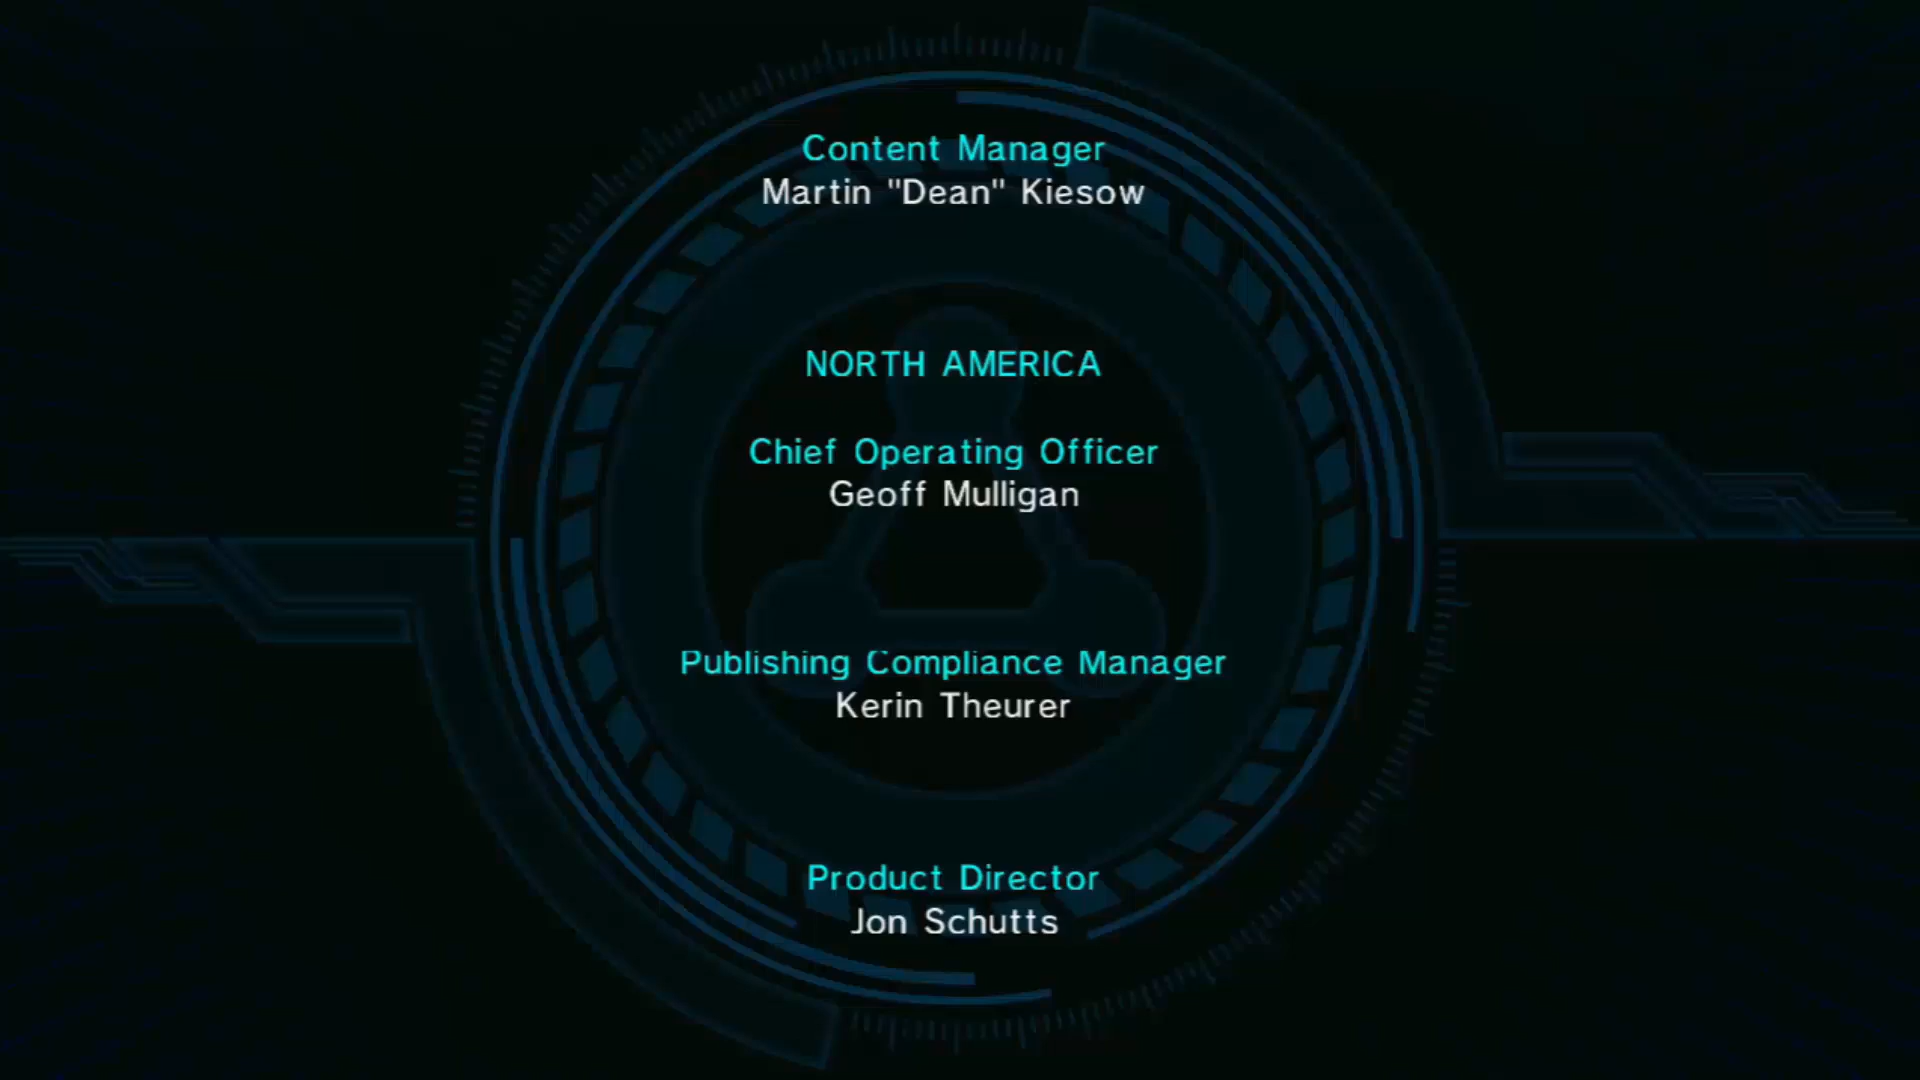 Content Manager
Martin "Dean" Kiesow
NORTH AMERICA
Chief Operating Officer
Geoff Mulligan
Publishing Compliance Manager
Kerin Theurer
Product Director
Jon Schutts